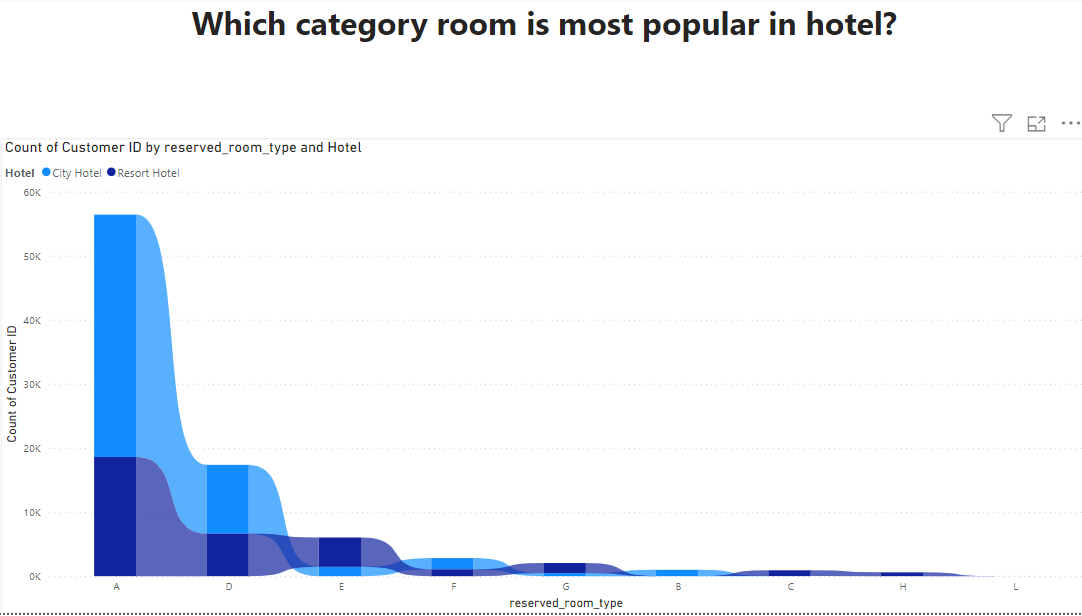 Which category room is most popular in hotel?
Count of Customer ID by reserved_room_type and Hotel
Hotel City Hotel Resort Hotel
60K
50K
40K
30K
20K
10K
0K
Count of Customer ID
A D E F G B C H L
reserved_room_type